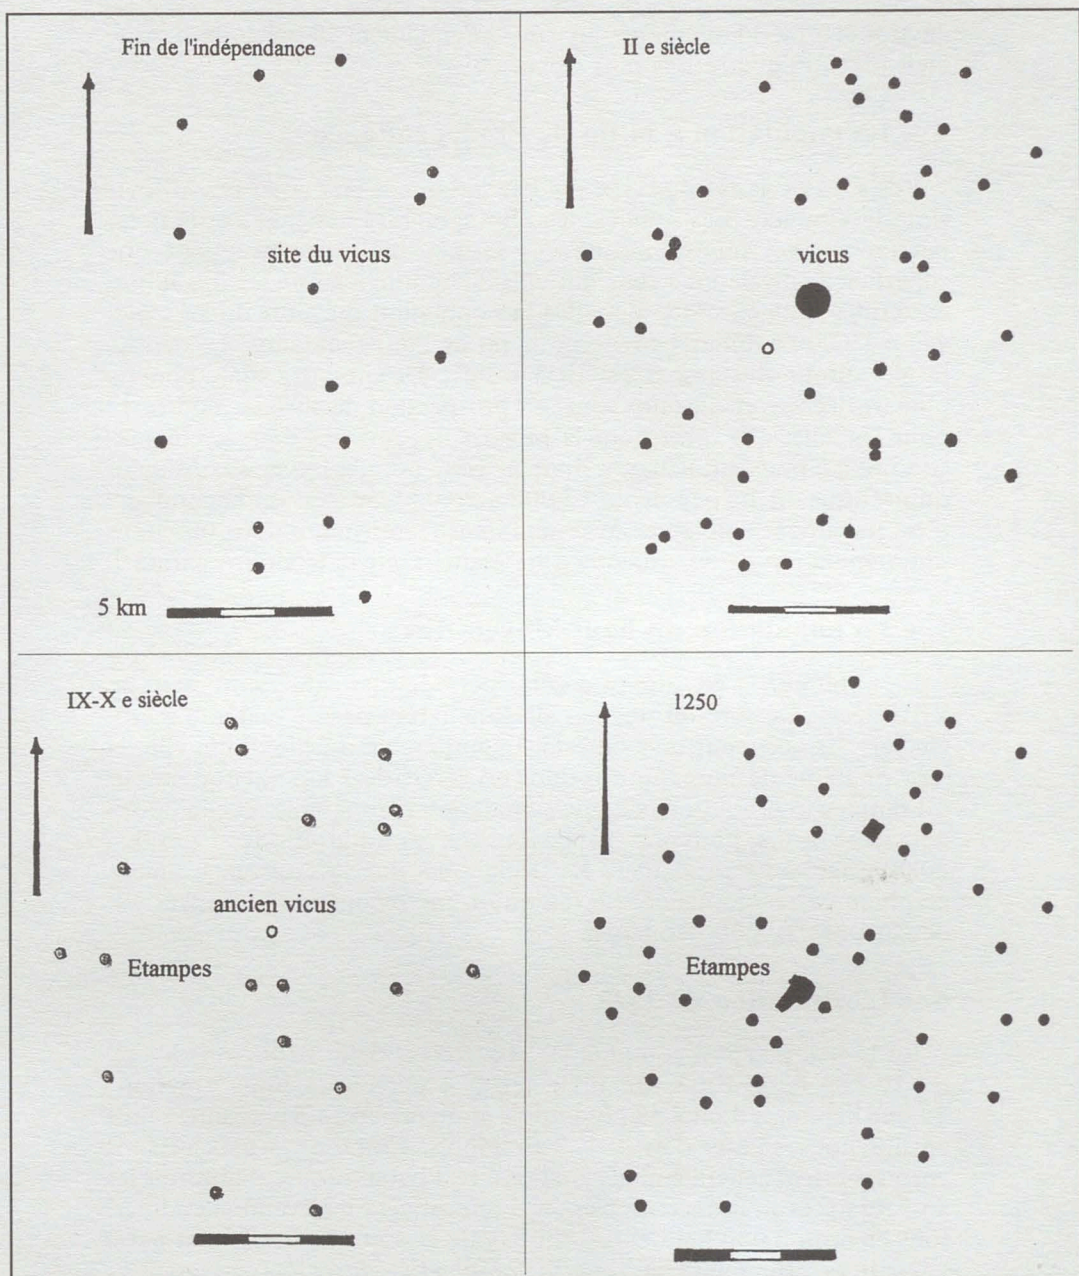 Fin de l'indépendance
site du vicus
5 km
II e siècle
vicus
IX-X e siècle
ancien vicus
Etampes
1250
Etampes